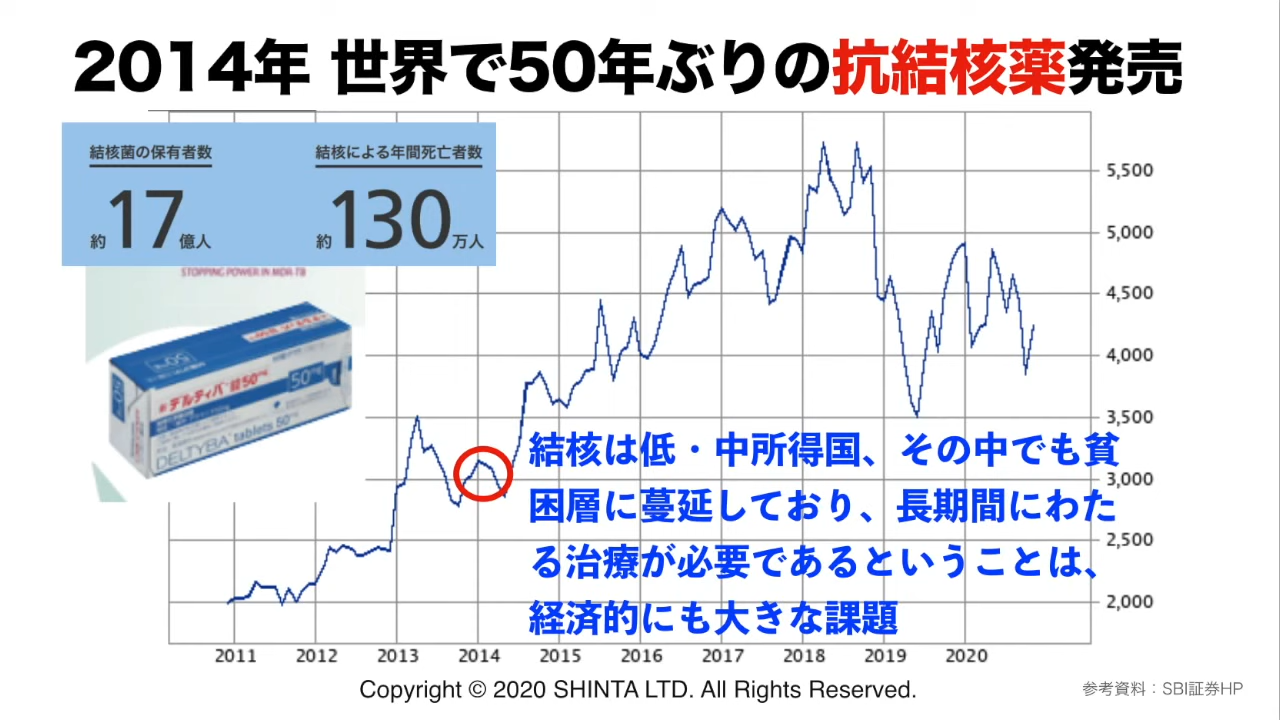 2014年 世界で50年ぶりの抗結核薬発売
結核菌の保有者数
約17億人
結核による年間死亡者数
約130万人
STOPPING POWER IN MDR-TB
デルティバ錠50mg
50mg
DELTYBA tablets 50mg
5,500
5,000
4,500
4,000
3,500
3,000
2,500
2,000
結核は低・中所得国、その中でも貧
困層に蔓延しており、長期間にわた
る治療が必要であるということは、
経済的にも大きな課題
2011 2012 2013 2014 2015 2016 2017 2018 2019 2020
Copyright © 2020 SHINTA LTD. All Rights Reserved.
参考資料：SBI証券HP